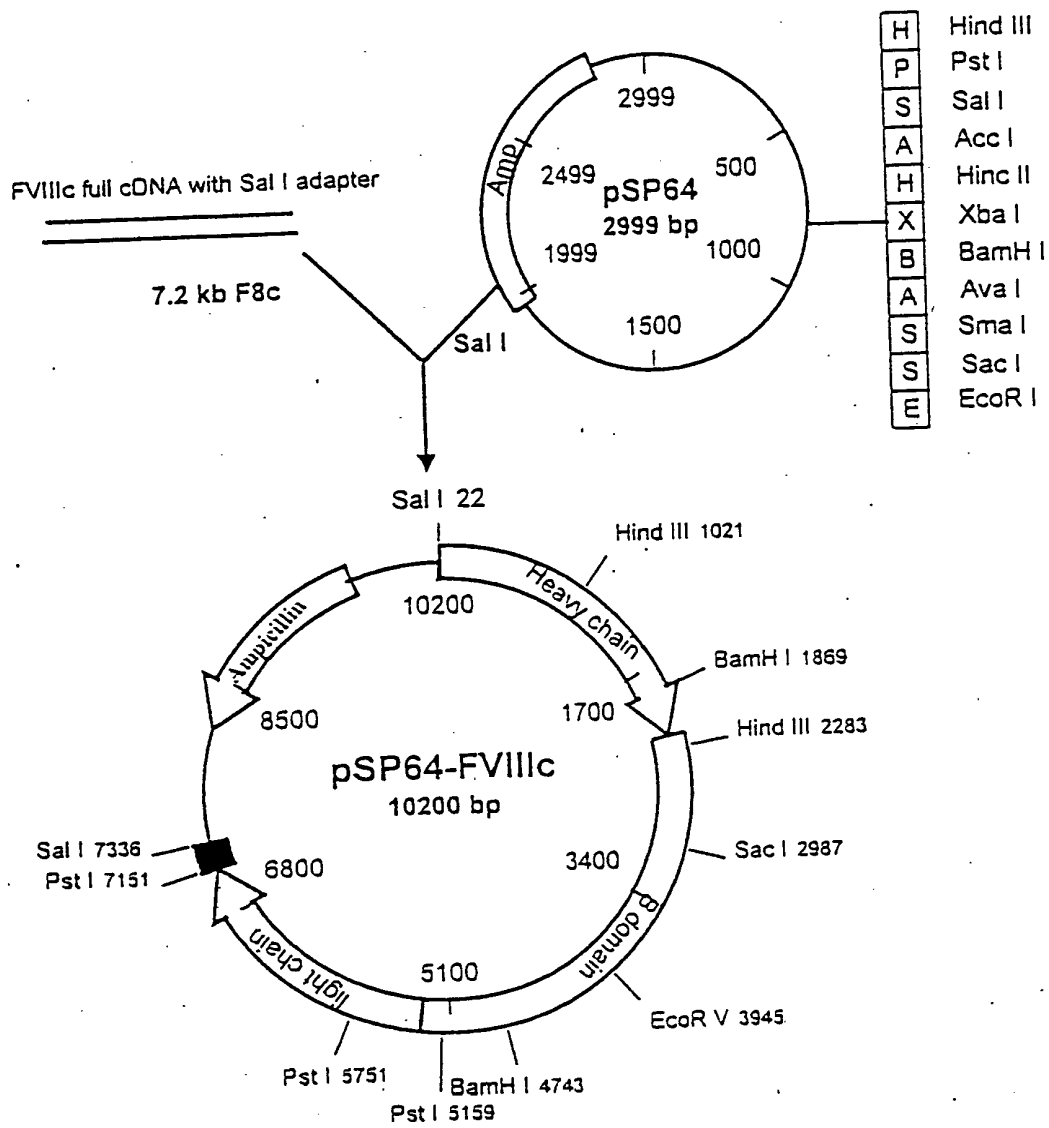 H Hind III
P Pst I
S Sal I
A Acc I
H Hinc II
X Xba I
B BamH I
A Ava I
S Sma I
S Sac I
E EcoR I
Amp
2999
2499
500
pSP64
2999 bp
1999
1000
1500
FVIIIc full cDNA with Sal I adapter
7.2 kb F8c
Sal I
Sal I 22
Hind III 1021
Heavy chain
10200
Ampicillin
BamH I 1869
1700
8500
Hind III 2283
pSP64-FVIIIc
10200 bp
Sal I 7336
Pst I 7151
6800
3400
Sac I 2987
B domain
light chain
5100
EcoR V 3945
Pst I 5751
BamH I 4743
Pst I 5159